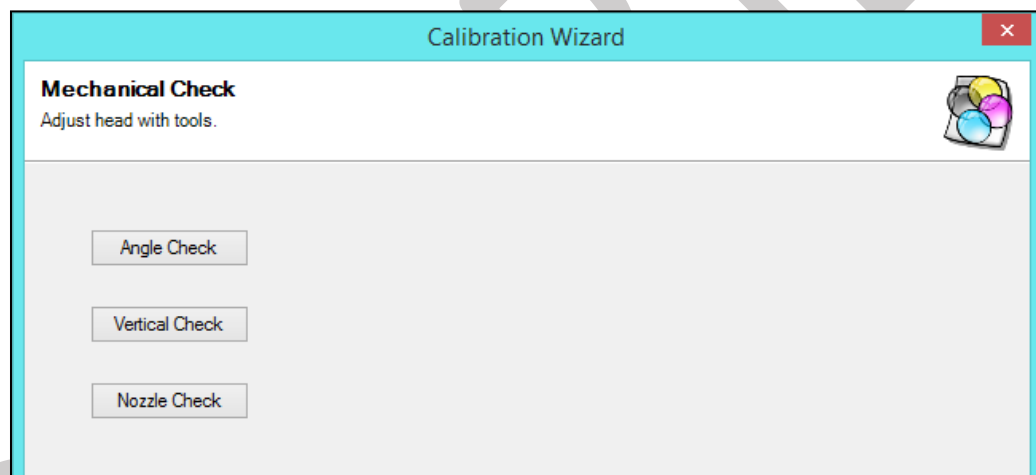 Calibration Wizard
Mechanical Check
Adjust head with tools.
Angle Check
Vertical Check
Nozzle Check